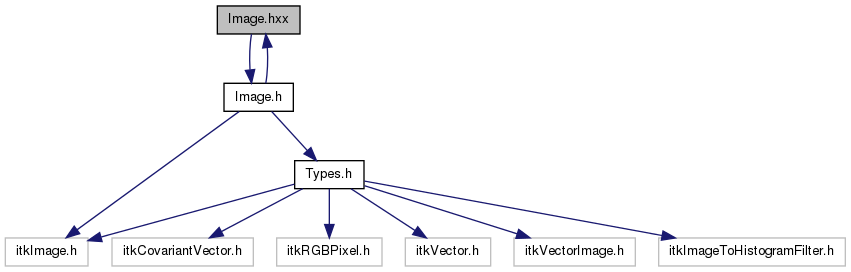 Image.hxx
Image.h
Types.h
itkImage.h
itkCovariantVector.h
itkRGBPixel.h
itkVector.h
itkVectorImage.h
itkImageToHistogramFilter.h